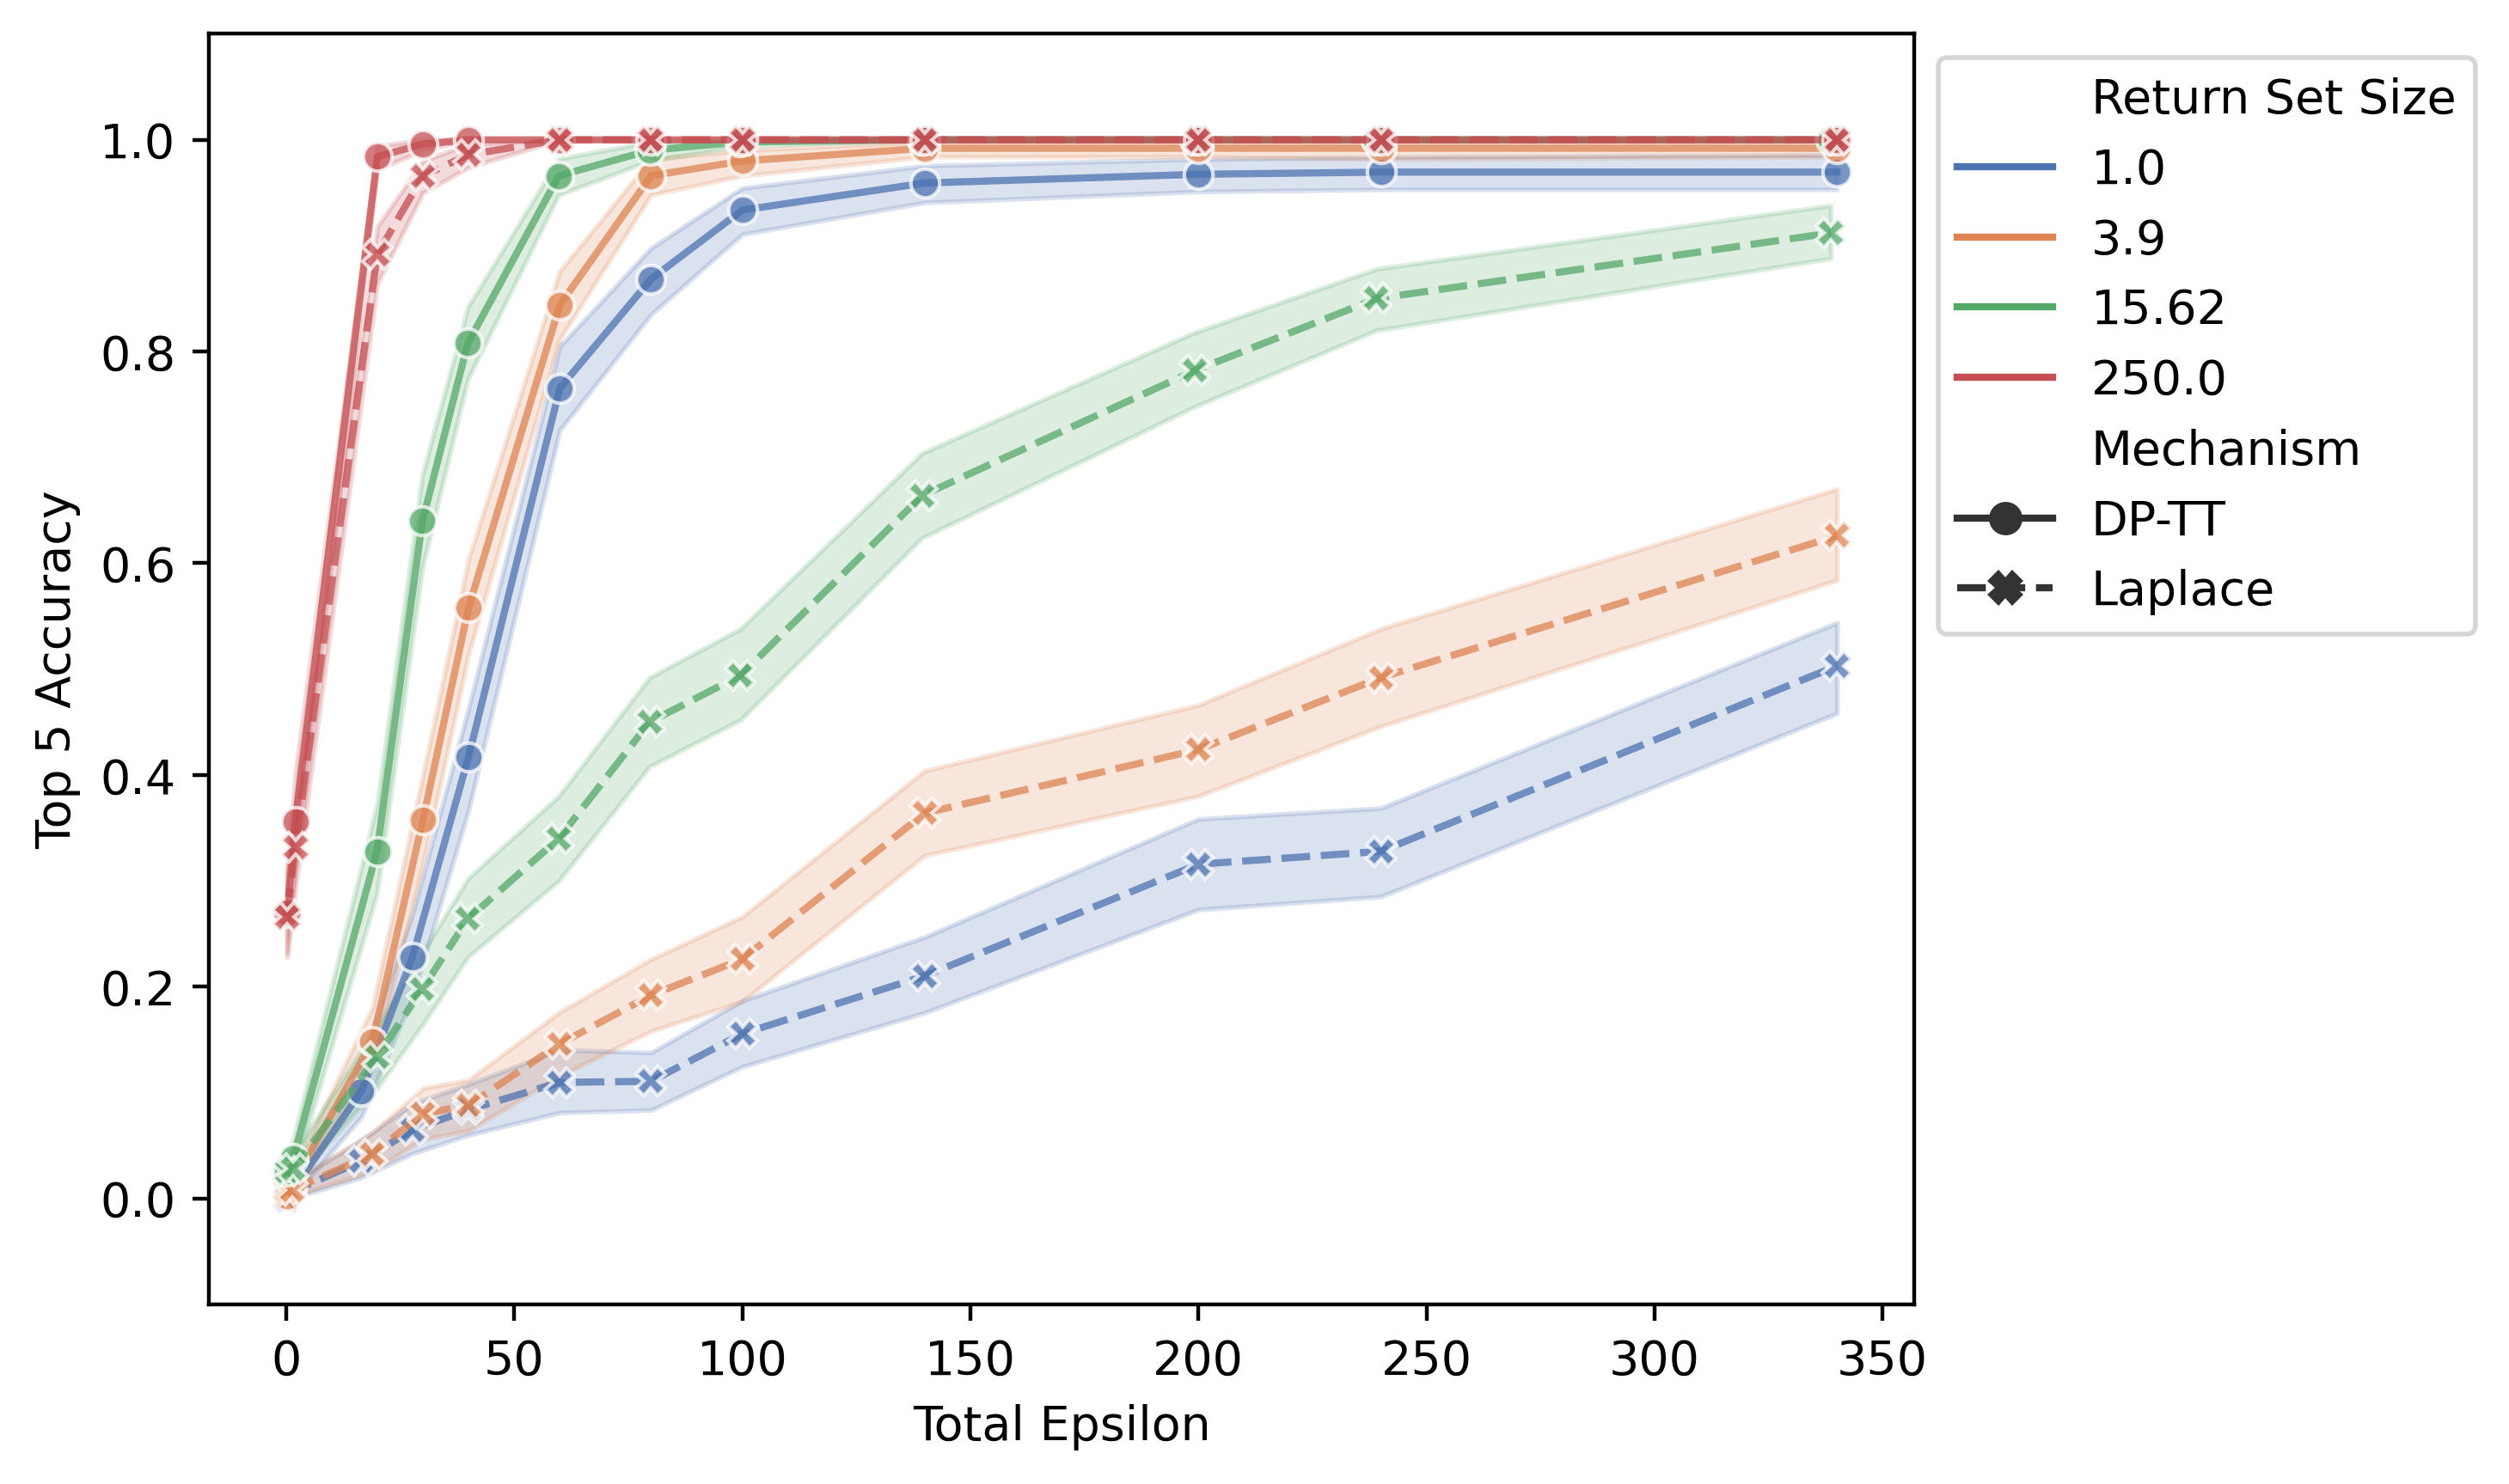 1.0
0.8
0.6
0.4
0.2
0.0
Top 5 Accuracy
0 50 100 150 200 250 300 350
Total Epsilon
Return Set Size
1.0
3.9
15.62
250.0
Mechanism
DP-TT
Laplace